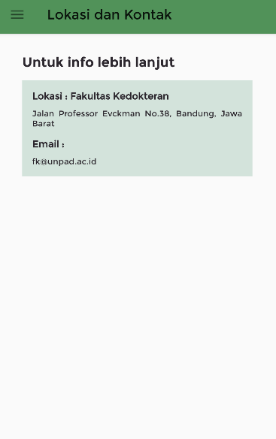 Lokasi dan Kontak
Untuk info lebih lanjut
Lokasi : Fakultas Kedokteran
Jalan Professor Evckman No.38, Bandung, Jawa
Barat
Email :
fk@unpad.ac.id